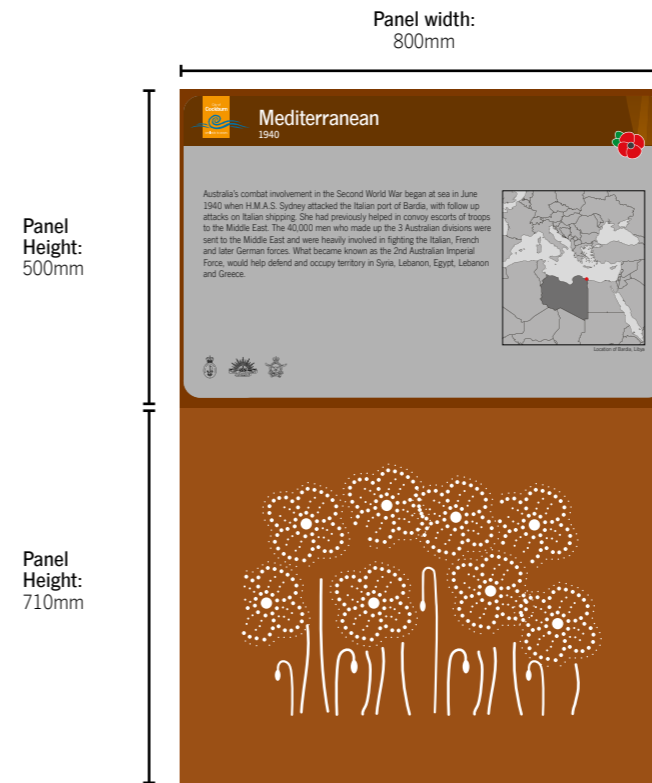 Panel width:
800mm
City of
Cockburn
Mediterranean
1940
Panel
Height:
500mm
Australia's combat involvement in the Second World War began at sea in June
1940 when H.M.A.S. Sydney attacked the Italian port of Bardia, with follow up
attacks on Italian shipping. She had previously helped in convoy escorts of troops
to the Middle East. The 40,000 men who made up the 3 Australian divisions were
sent to the Middle East and were heavily involved in fighting the Italian, French
and later German forces. What became known as the 2nd Australian Imperial
Force, would help defend and occupy territory in Syria, Lebanon, Egypt, Lebanon
and Greece.
Location of Bardia, Libya
Panel
Height:
710mm